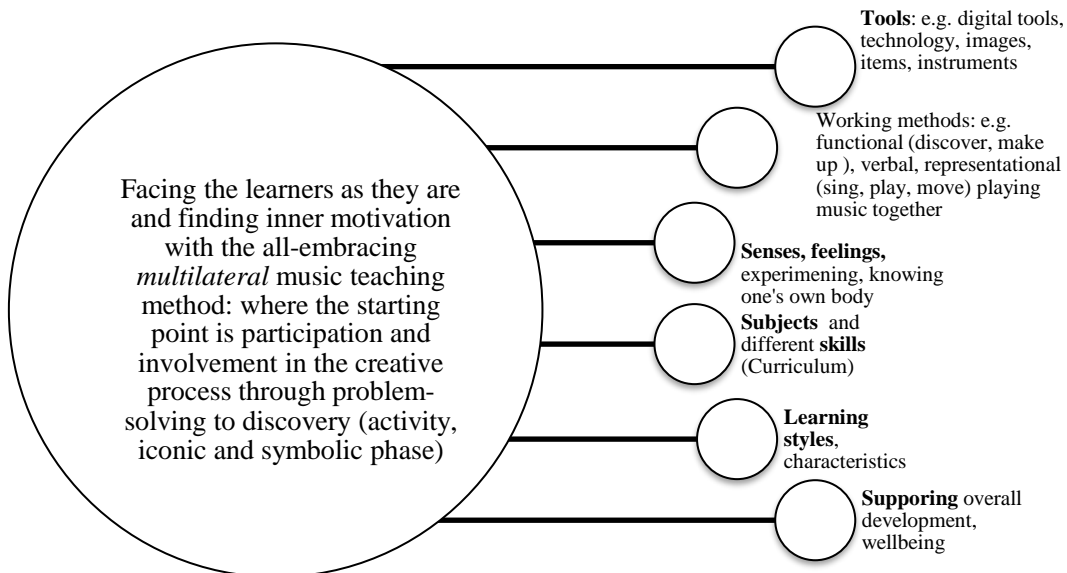 Facing the learners as they are
and finding inner motivation
with the all-embracing
multilateral music teaching
method: where the starting
point is participation and
involvement in the creative
process through problem-
solving to discovery (activity,
iconic and symbolic phase)
Tools: e.g. digital tools,
technology, images,
items, instruments
Working methods: e.g.
functional (discover, make
up ), verbal, representational
(sing, play, move) playing
music together
Senses, feelings,
experimening, knowing
one's own body
Subjects and
different skills
(Curriculum)
Learning
styles,
characteristics
Supporing overall
development,
wellbeing